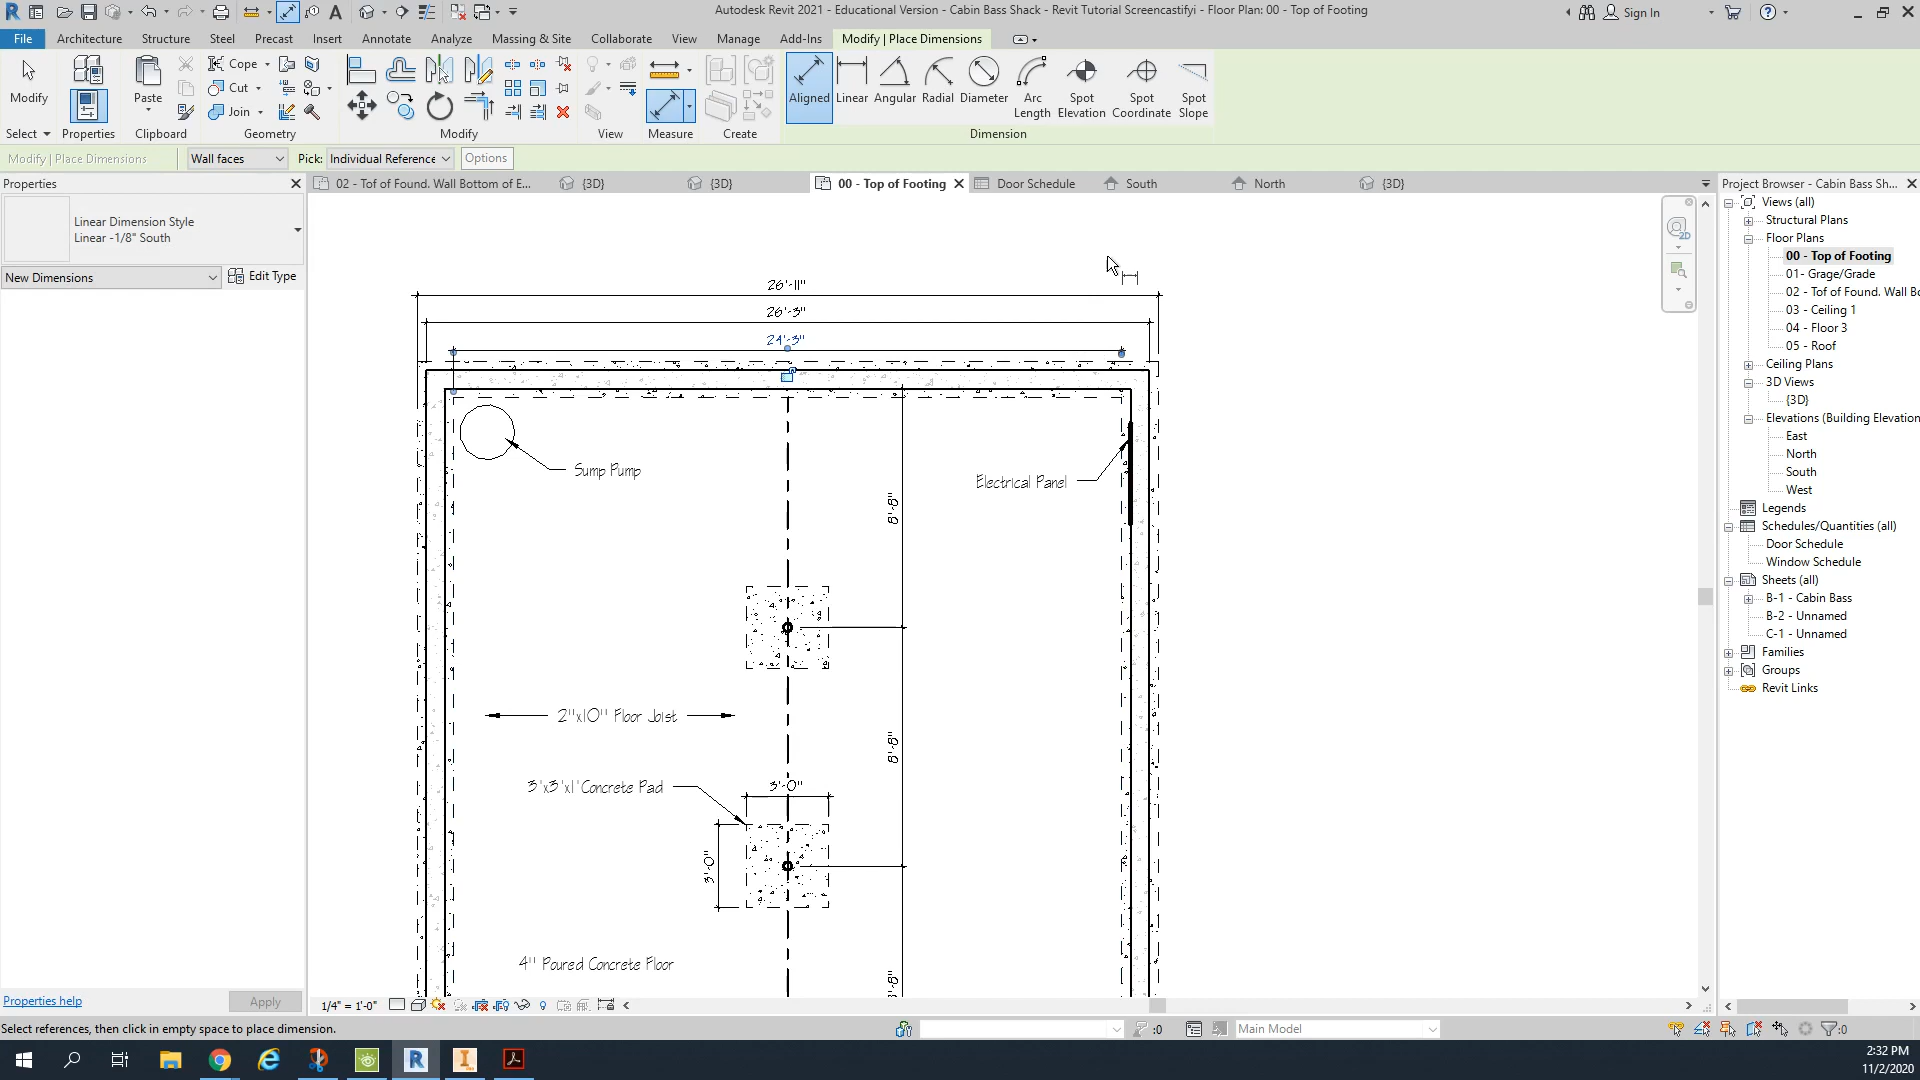 Autodesk Revit 2021 - Educational Version - Cabin Bass Shack - Revit Tutorial Screencastifyi - Floor Plan: 00 - Top of Footing
Sign In
File Architecture Structure Steel Precast Insert Annotate Analyze Massing & Site Collaborate View Manage Add-Ins Modify | Place Dimensions
Modify
Paste
Cope
Cut
Join
Aligned Linear Angular Radial Diameter Arc Length Spot Elevation Spot Coordinate Spot Slope
Select Properties Clipboard Geometry Modify View Measure Create Dimension
Modify | Place Dimensions Wall faces Pick: Individual Reference Options
Properties
Linear Dimension Style
Linear -1/8" South
New Dimensions Edit Type
Properties help Apply
02 - Tof of Found. Wall Bottom of E... {3D} {3D} 00 - Top of Footing Door Schedule South North {3D}
2D
26'-11"
26'-3"
24'-3"
Sump Pump
Electrical Panel
8'-8"
2"x10" Floor Joist
8'-8"
3'x3'x1'Concrete Pad
3'-0"
3'-0"
4" Poured Concrete Floor
8'-8"
1/4" = 1'-0"
Project Browser - Cabin Bass Sh...
Views (all)
Structural Plans
Floor Plans
00 - Top of Footing
01- Grage/Grade
02 - Tof of Found. Wall Bo
03 - Ceiling 1
04 - Floor 3
05 - Roof
Ceiling Plans
3D Views
{3D}
Elevations (Building Elevation
East
North
South
West
Legends
Schedules/Quantities (all)
Door Schedule
Window Schedule
Sheets (all)
B-1 - Cabin Bass
B-2 - Unnamed
C-1 - Unnamed
Families
Groups
Revit Links
Select references, then click in empty space to place dimension.
:0
Main Model
:0
2:32 PM
11/2/2020